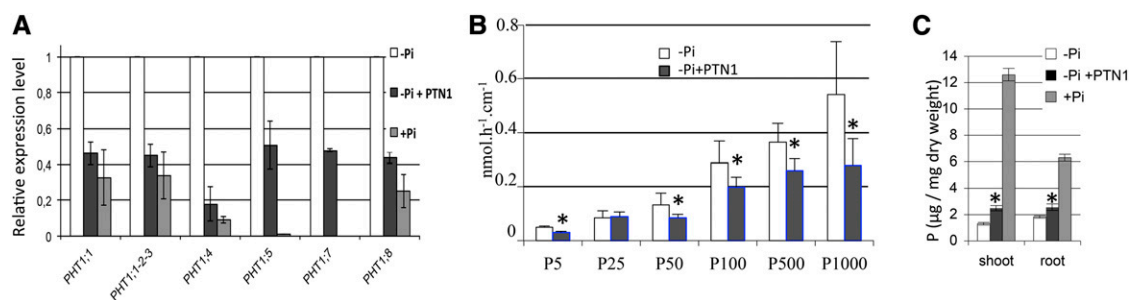 A
Relative expression level
1
0,8
0,6
0,4
0,2
0
-Pi
-Pi + PTN1
+Pi
PHT1;1
PHT1;1-2-3
PHT1;4
PHT1;5
PHT1;7
PHT1;8
B
nmol.h-1.cm-1
0.8
0.6
0.4
0.2
0
-Pi
-Pi+PTN1
* * * * *
P5 P25 P50 P100 P500 P1000
C
P (µg / mg dry weight)
14
12
10
8
6
4
2
0
-Pi
-Pi +PTN1
+Pi
* *
shoot root